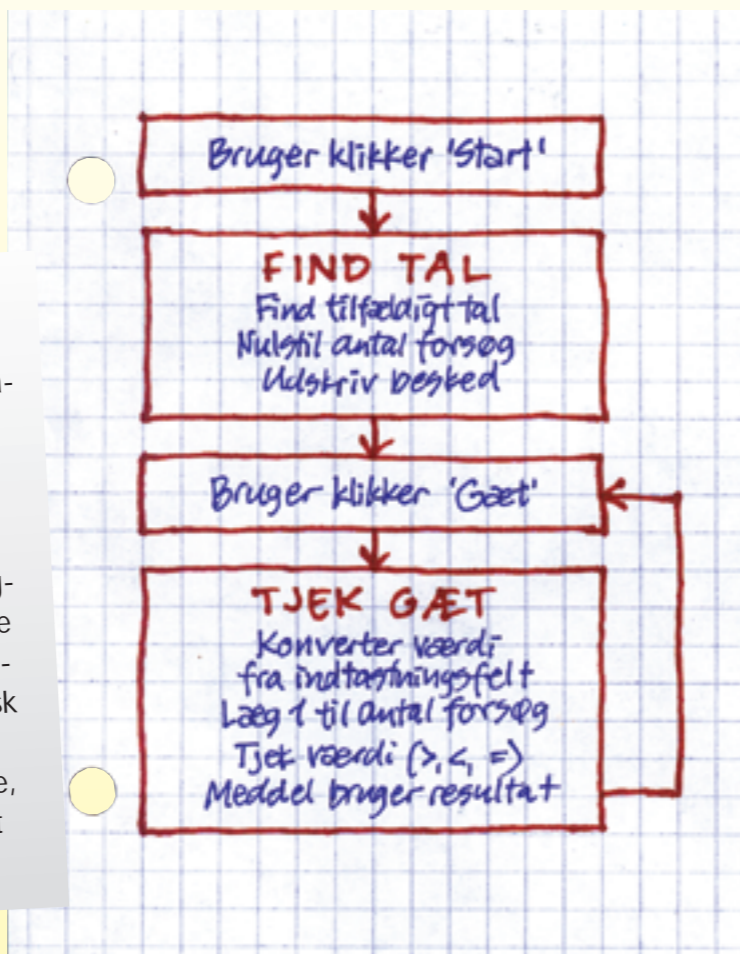 Bruger klikker 'Start'
FIND TAL
Find tilfældigt tal
Nulstil antal forsøg
Udskriv besked
Bruger klikker 'Gæt'
TJEK GÆT
Konverter værdi
fra indtastningsfelt
Læg 1 til antal forsøg
Tjek værdi (>, <, =)
Meddel bruger resultat